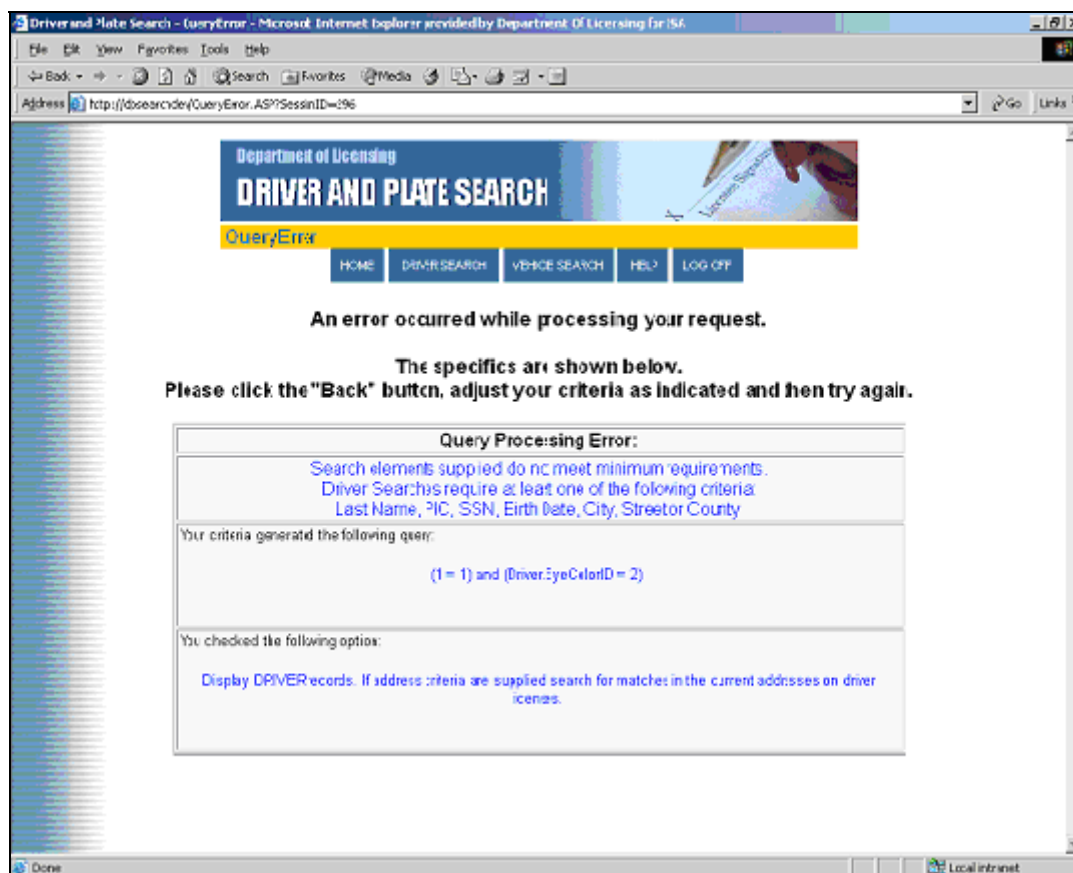 Driver and Plate Search - QueryError - Microsoft Internet Explorer provided by Department Of Licensing for ISA
File Edit View Favorites Tools Help
Back Search Favorites Media
Address http://dosearchdev/QueryError.ASP?SessinID=296 Go Links
Department of Licensing
DRIVER AND PLATE SEARCH
X Licensee Signature
QueryError
HOME DRIVER SEARCH VEHICLE SEARCH HELP LOG OFF
An error occurred while processing your request.
The specifics are shown below.
Please click the "Back" button, adjust your criteria as indicated and then try again.
Query Processing Error:
Search elements supplied do not meet minimum requirements.
Driver Searches require at least one of the following criteria:
Last Name, PIC, SSN, Birth Date, City, Street or County
Your criteria generated the following query:
(1 = 1) and (Driver.EyeColorID = 2)
You checked the following option:
Display DRIVER records. If address criteria are supplied search for matches in the current addresses on driver
licenses.
Done Local intranet